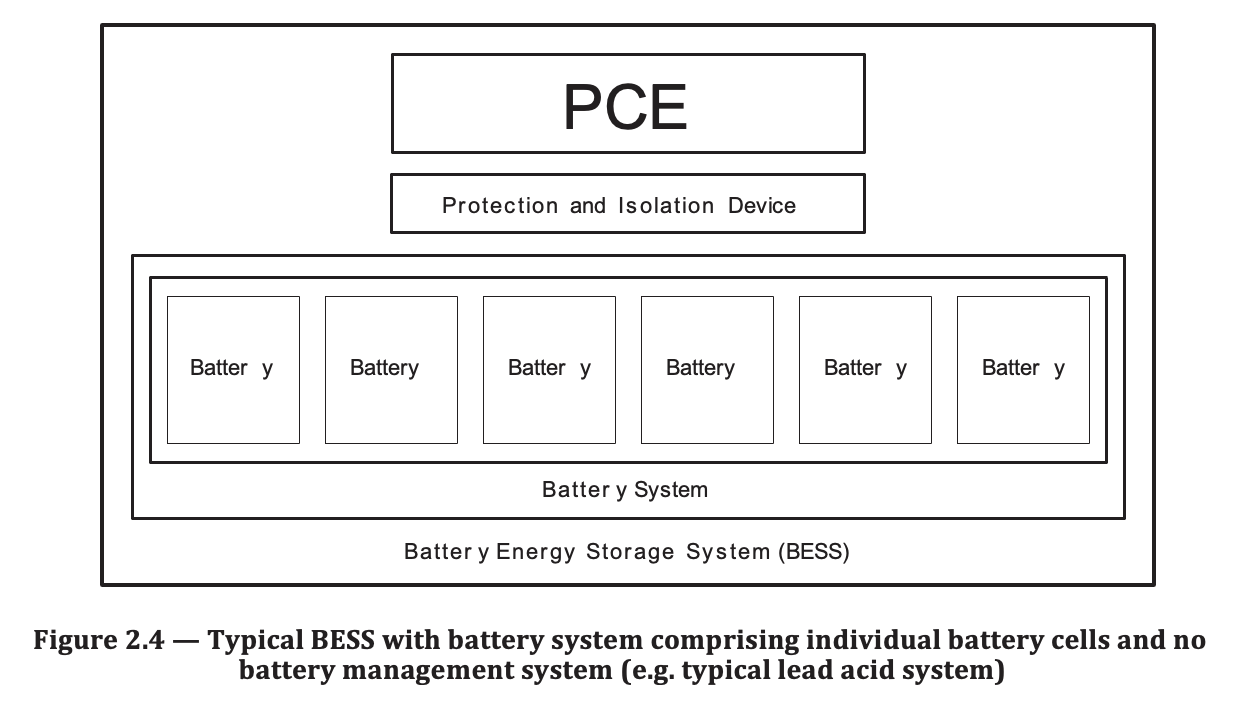 PCE
Protection and Isolation Device
Batter y Battery Batter y Battery Batter y Batter y
Batter y System
Batter y Energy Storage System (BESS)
Figure 2.4 — Typical BESS with battery system comprising individual battery cells and no
battery management system (e.g. typical lead acid system)